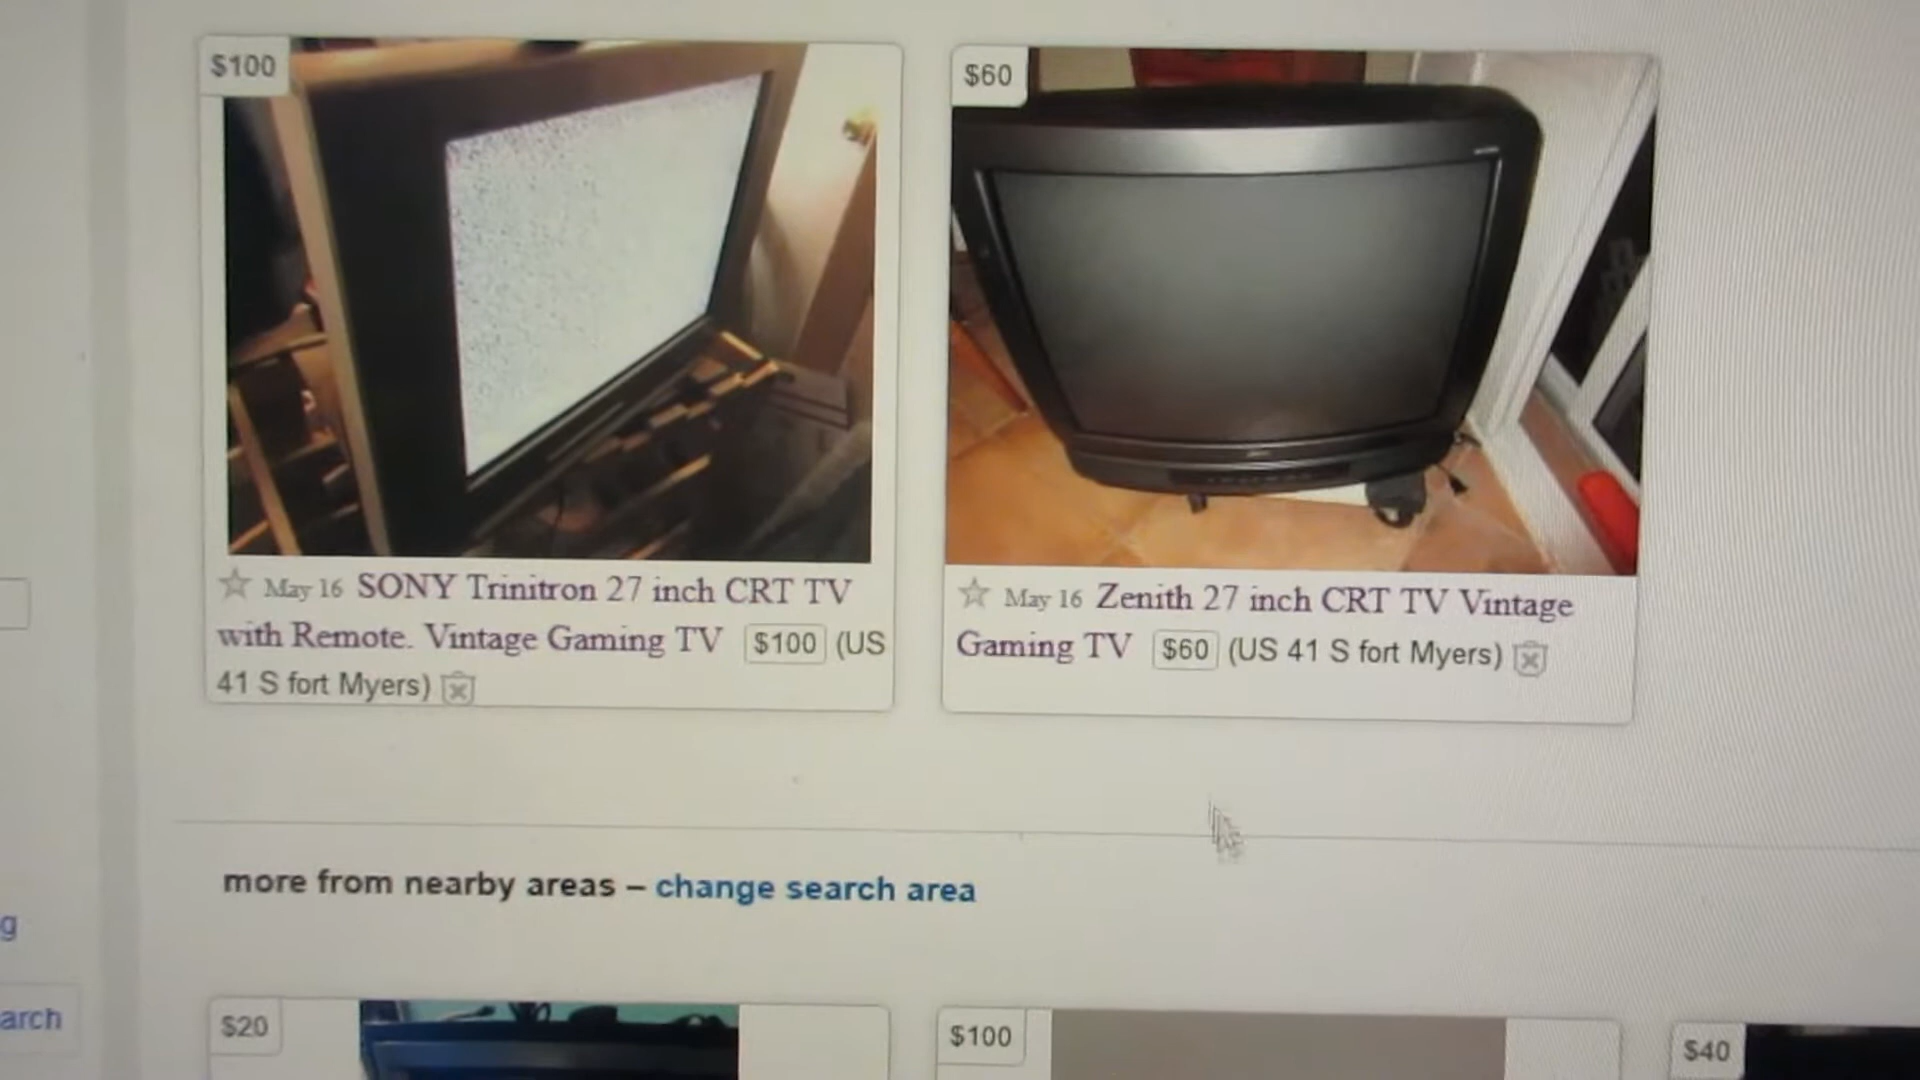 $100
$60
May 16 SONY Trinitron 27 inch CRT TV
with Remote. Vintage Gaming TV $100 (US
41 S fort Myers)
May 16 Zenith 27 inch CRT TV Vintage
Gaming TV $60 (US 41 S fort Myers)
more from nearby areas – change search area
g
arch
$20
$100
$40